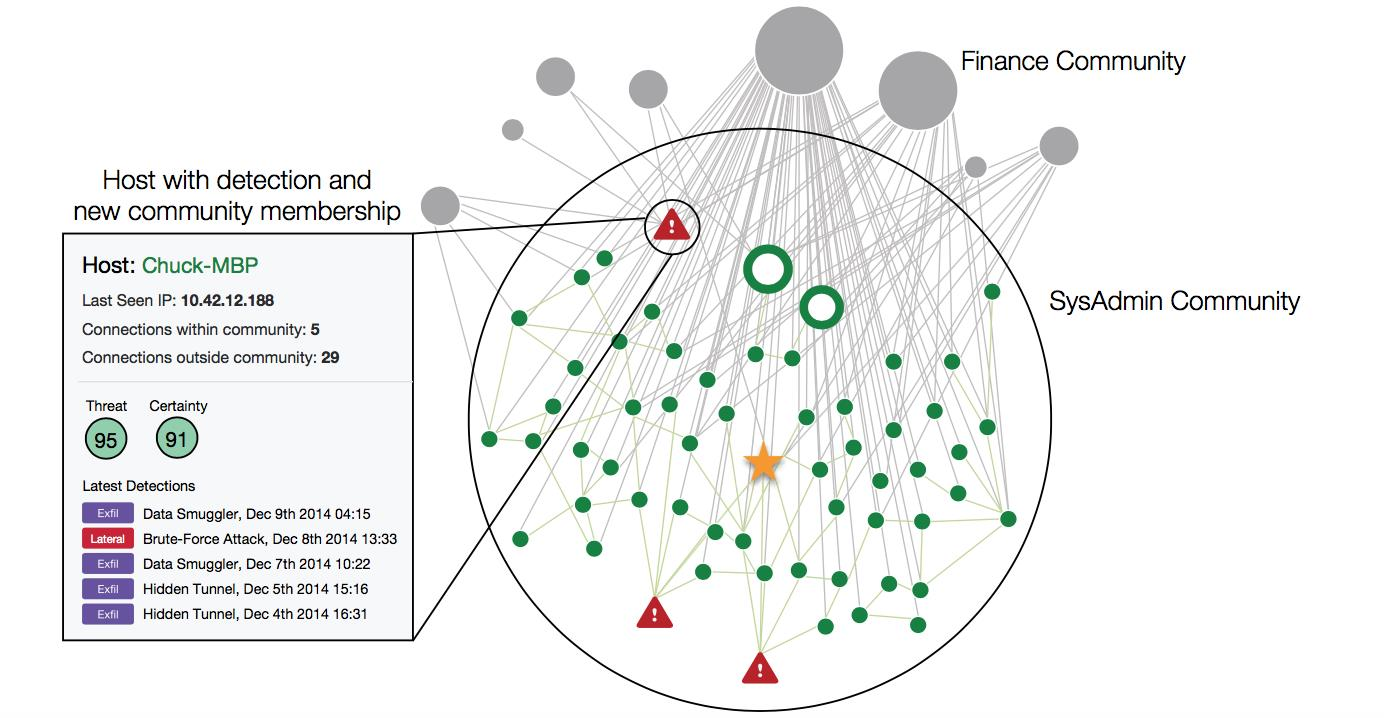 Finance Community
Host with detection and
new community membership
Host: Chuck-MBP
Last Seen IP: 10.42.12.188
Connections within community: 5
Connections outside community: 29
Threat Certainty
95 91
Latest Detections
Exfil Data Smuggler, Dec 9th 2014 04:15
Lateral Brute-Force Attack, Dec 8th 2014 13:33
Exfil Data Smuggler, Dec 7th 2014 10:22
Exfil Hidden Tunnel, Dec 5th 2014 15:16
Exfil Hidden Tunnel, Dec 4th 2014 16:31
SysAdmin Community
!
!
!